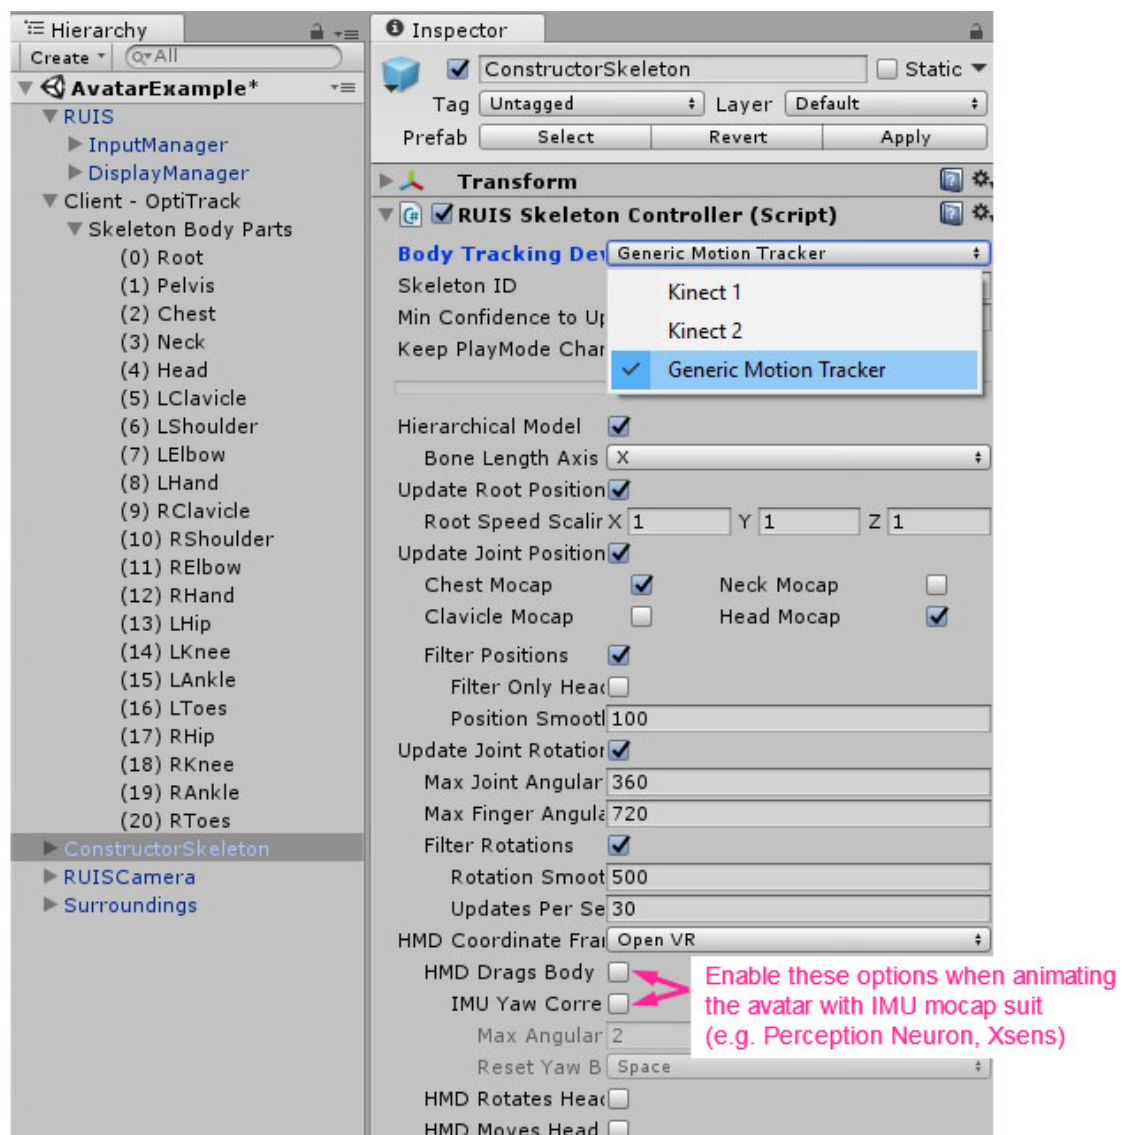 Hierarchy
Create All
AvatarExample*
RUIS
InputManager
DisplayManager
Client - OptiTrack
Skeleton Body Parts
(0) Root
(1) Pelvis
(2) Chest
(3) Neck
(4) Head
(5) LClavicle
(6) LShoulder
(7) LElbow
(8) LHand
(9) RClavicle
(10) RShoulder
(11) RElbow
(12) RHand
(13) LHip
(14) LKnee
(15) LAnkle
(16) LToes
(17) RHip
(18) RKnee
(19) RAnkle
(20) RToes
ConstructorSkeleton
RUISCamera
Surroundings
Inspector
ConstructorSkeleton Static
Tag Untagged Layer Default
Prefab Select Revert Apply
Transform
RUIS Skeleton Controller (Script)
Body Tracking Dev Generic Motion Tracker
Skeleton ID
Kinect 1
Min Confidence to Up
Kinect 2
Keep PlayMode Char
Generic Motion Tracker
Hierarchical Model
Bone Length Axis X
Update Root Position
Root Speed Scalin X 1 Y 1 Z 1
Update Joint Position
Chest Mocap Neck Mocap
Clavicle Mocap Head Mocap
Filter Positions
Filter Only Head
Position Smooth 100
Update Joint Rotation
Max Joint Angular 360
Max Finger Angula 720
Filter Rotations
Rotation Smoot 500
Updates Per Se 30
HMD Coordinate Fra Open VR
HMD Drags Body
IMU Yaw Corre
Max Angular 2
Reset Yaw B Space
HMD Rotates Head
HMD Moves Head
Enable these options when animating
the avatar with IMU mocap suit
(e.g. Perception Neuron, Xsens)